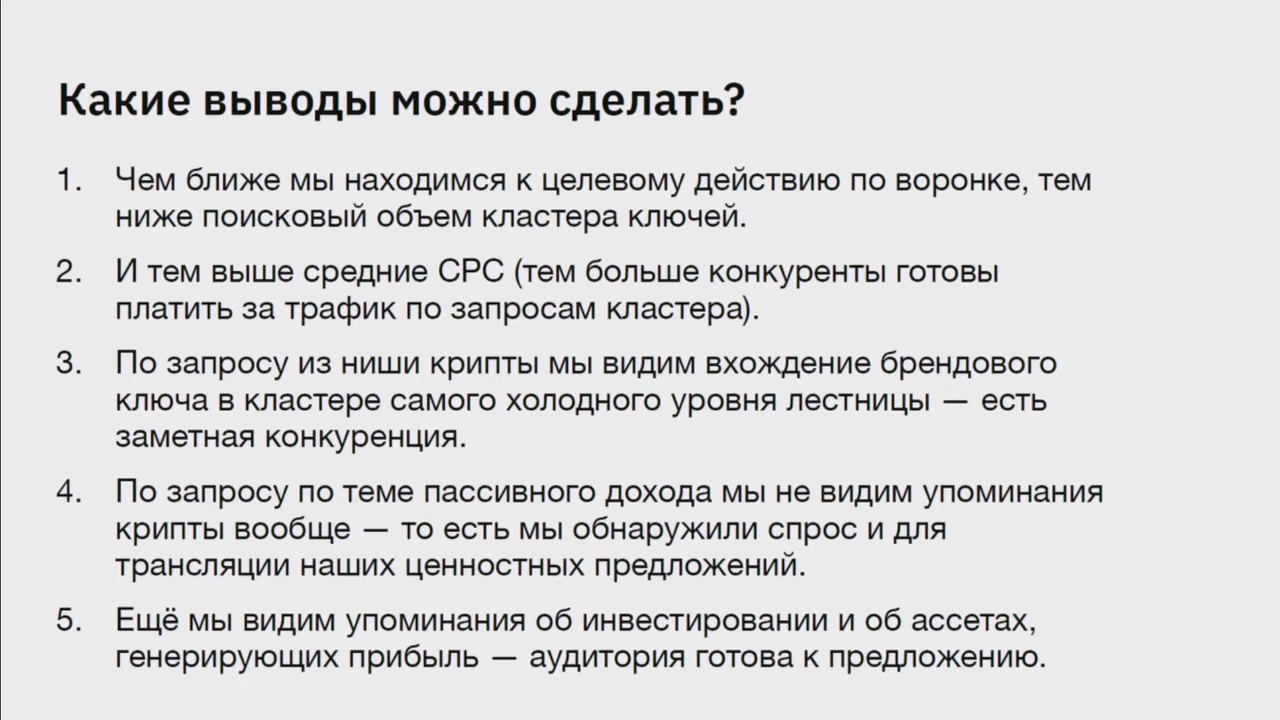 Какие выводы можно сделать?
1. Чем ближе мы находимся к целевому действию по воронке, тем
ниже поисковый объем кластера ключей.
2. И тем выше средние CPC (тем больше конкуренты готовы
платить за трафик по запросам кластера).
3. По запросу из ниши крипты мы видим вхождение брендового
ключа в кластере самого холодного уровня лестницы — есть
заметная конкуренция.
4. По запросу по теме пассивного дохода мы не видим упоминания
крипты вообще — то есть мы обнаружили спрос и для
трансляции наших ценностных предложений.
5. Ещё мы видим упоминания об инвестировании и об ассетах,
генерирующих прибыль — аудитория готова к предложению.